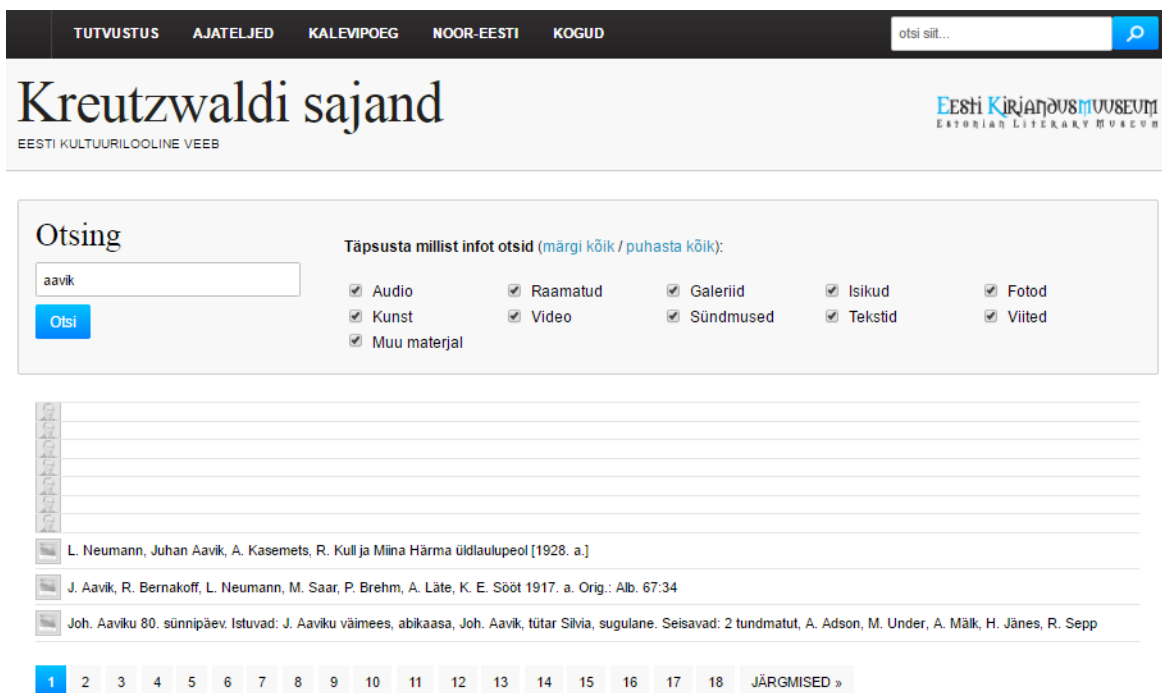 TUTVUSTUS AJATELJED KALEVIPOEG NOOR-EESTI KOGUD otsi siit...
Kreutzwaldi sajand
EESTI KULTUURILOOLINE VEEB
EESTI KIRJANDUSMUUSEUM
ESTONIAN LITERARY MUSEUM
Otsing
Täpsusta millist infot otsid (märgi kõik / puhasta kõik):
aavik
Audio Raamatud Galeriid Isikud Fotod
Otsi
Kunst Video Sündmused Tekstid Viited
Muu materjal
L. Neumann, Juhan Aavik, A. Kasemets, R. Kull ja Miina Härma üldlaulupeol [1928. a.]
J. Aavik, R. Bernakoff, L. Neumann, M. Saar, P. Brehm, A. Läte, K. E. Sööt 1917. a. Orig.: Alb. 67:34
Joh. Aaviku 80. sünnipäev. Istuvad: J. Aaviku väimees, abikaasa, Joh. Aavik, tütar Silvia, sugulane. Seisavad: 2 tundmatut, A. Adson, M. Under, A. Mälk, H. Jänes, R. Sepp
1 2 3 4 5 6 7 8 9 10 11 12 13 14 15 16 17 18 JÄRGMISED »